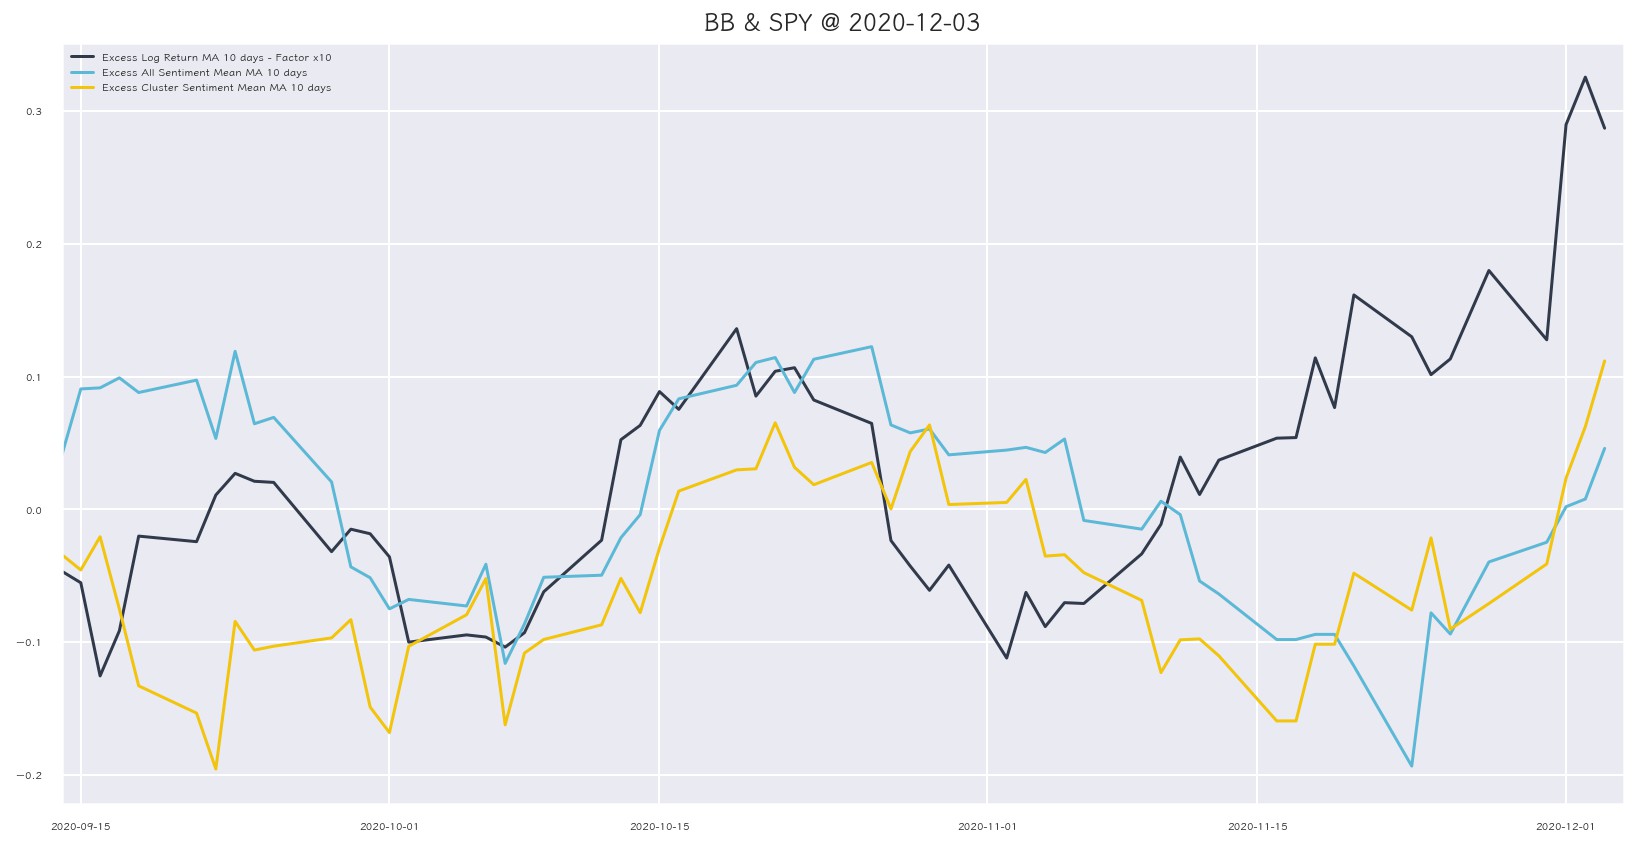 BB & SPY @ 2020-12-03
Excess Log Return MA 10 days - Factor x10
Excess All Sentiment Mean MA 10 days
Excess Cluster Sentiment Mean MA 10 days
0.3
0.2
0.1
0.0
−0.1
−0.2
2020-09-15 2020-10-01 2020-10-15 2020-11-01 2020-11-15 2020-12-01